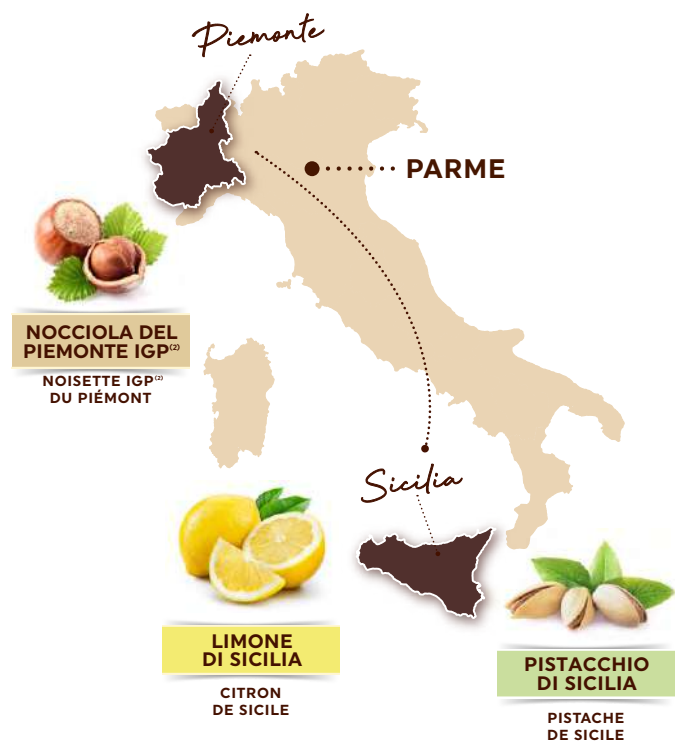 Piemonte
PARME
NOCCIOLA DEL
PIEMONTE IGP(2)
NOISETTE IGP(2)
DU PIÉMONT
Sicilia
LIMONE
DI SICILIA
CITRON
DE SICILE
PISTACCHIO
DI SICILIA
PISTACHE
DE SICILE